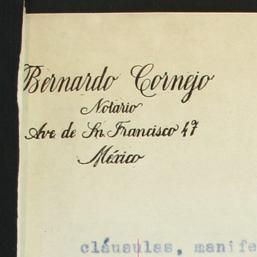 Bernardo Cornejo
Notario
Ave de Sn. Francisco 47
México
cláusulas, manife